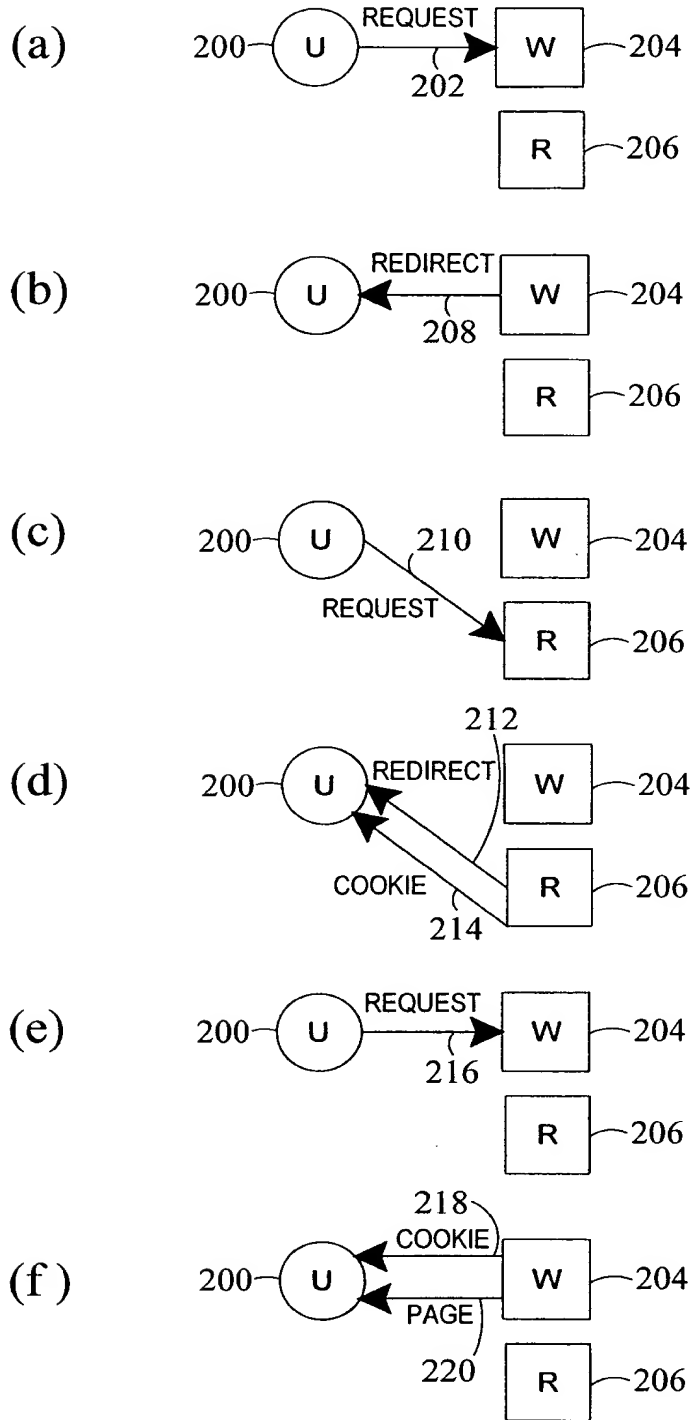 (a)
REQUEST
200 U W 204
202
R 206
(b)
REDIRECT
200 U W 204
208
R 206
(c)
200 U 210 W 204
REQUEST
R 206
(d)
212
200 U REDIRECT W 204
COOKIE R 206
214
(e)
REQUEST
200 U W 204
216
R 206
(f)
218
COOKIE
200 U W 204
PAGE
220
R 206